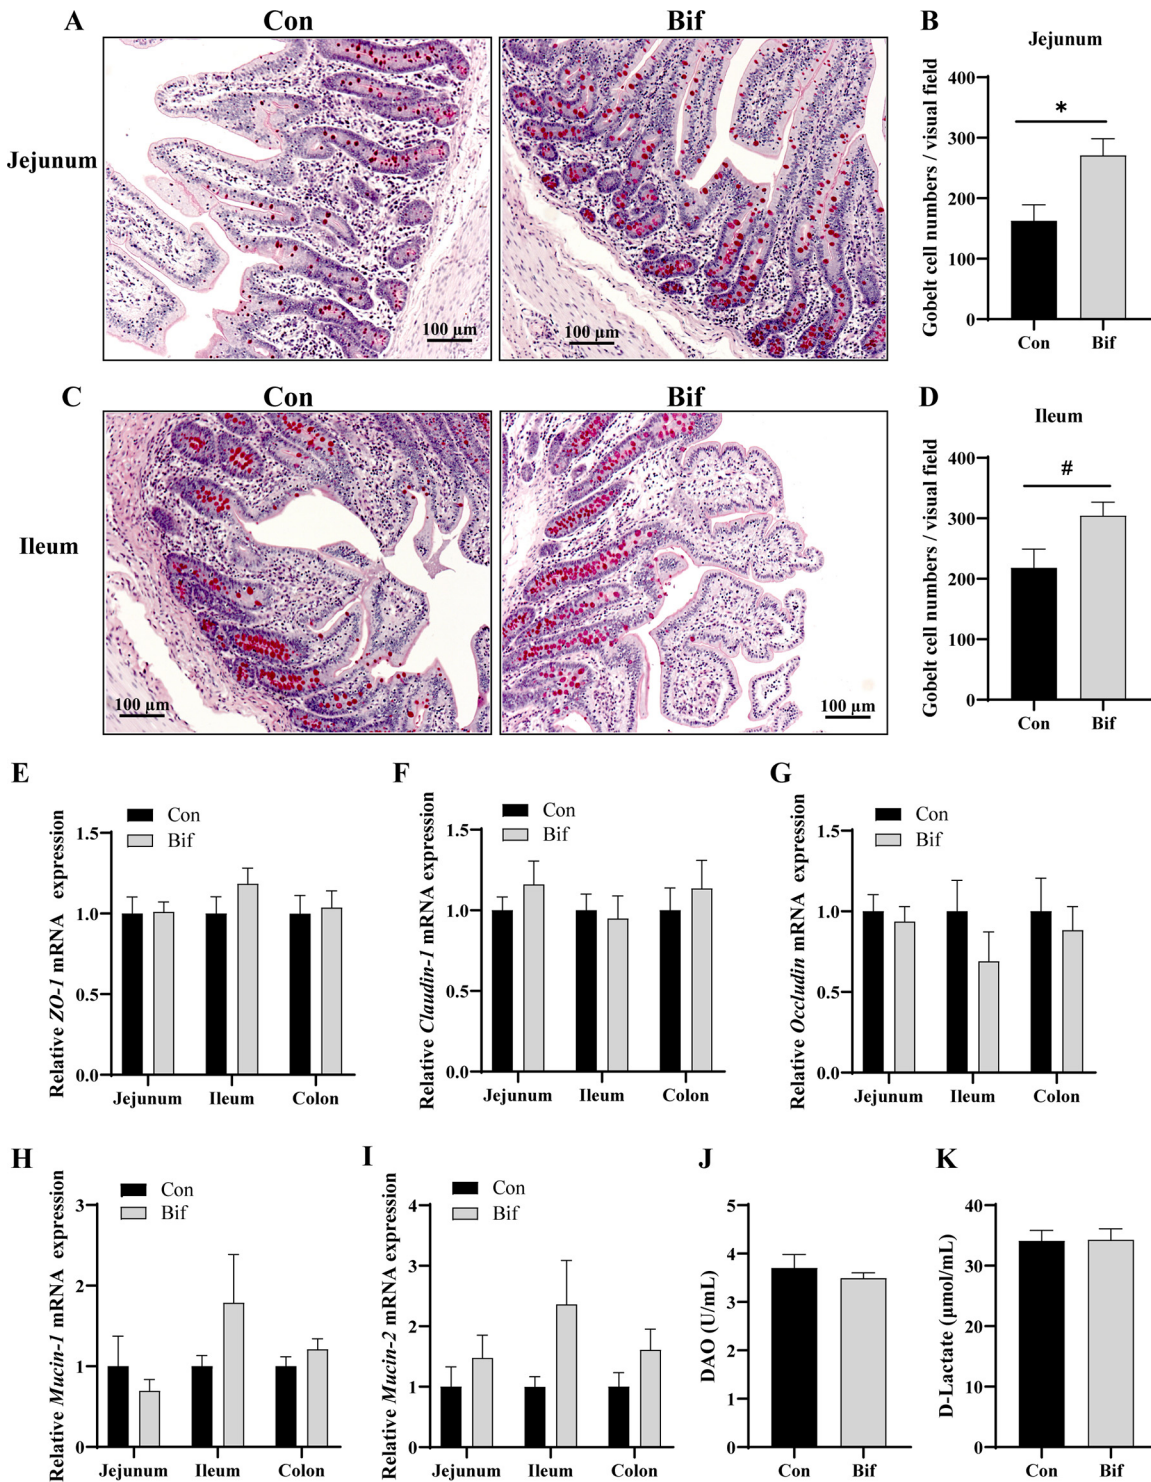 A
Con
Bif
Jejunum
100 µm
100 µm
B
Jejunum
Gobelt cell numbers / visual field
400
300
200
100
0
*
Con
Bif
C
Con
Bif
Ileum
100 µm
100 µm
D
Ileum
Gobelt cell numbers / visual field
400
300
200
100
0
#
Con
Bif
E
Con
Bif
Relative ZO-1 mRNA expression
1.5
1.0
0.5
0.0
Jejunum
Ileum
Colon
F
Con
Bif
Relative Claudin-1 mRNA expression
1.5
1.0
0.5
0.0
Jejunum
Ileum
Colon
G
Con
Bif
Relative Occludin mRNA expression
1.5
1.0
0.5
0.0
Jejunum
Ileum
Colon
H
Con
Bif
Relative Mucin-1 mRNA expression
3
2
1
0
Jejunum
Ileum
Colon
I
Con
Bif
Relative Mucin-2 mRNA expression
4
3
2
1
0
Jejunum
Ileum
Colon
J
DAO (U/mL)
5
4
3
2
1
0
Con
Bif
K
D-Lactate (µmol/mL)
40
30
20
10
0
Con
Bif